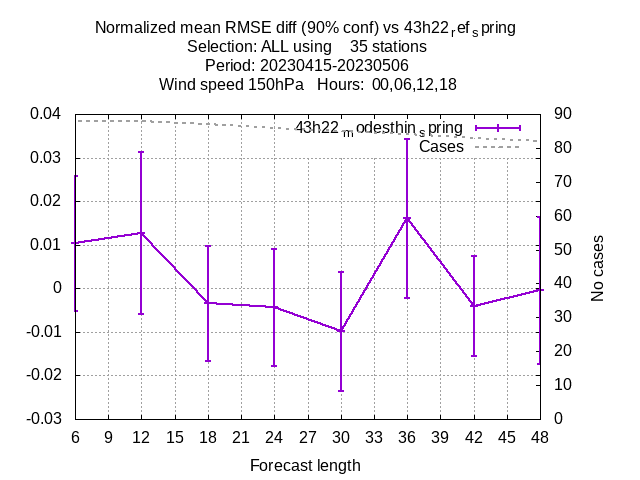 Normalized mean RMSE diff (90% conf) vs 43h22refspring
Selection: ALL using 35 stations
Period: 20230415-20230506
Wind speed 150hPa Hours: 00,06,12,18
43h22modesthinspring
Cases
0.04
0.03
0.02
0.01
0
-0.01
-0.02
-0.03
90
80
70
60
50
40
30
20
10
0
No cases
6 9 12 15 18 21 24 27 30 33 36 39 42 45 48
Forecast length